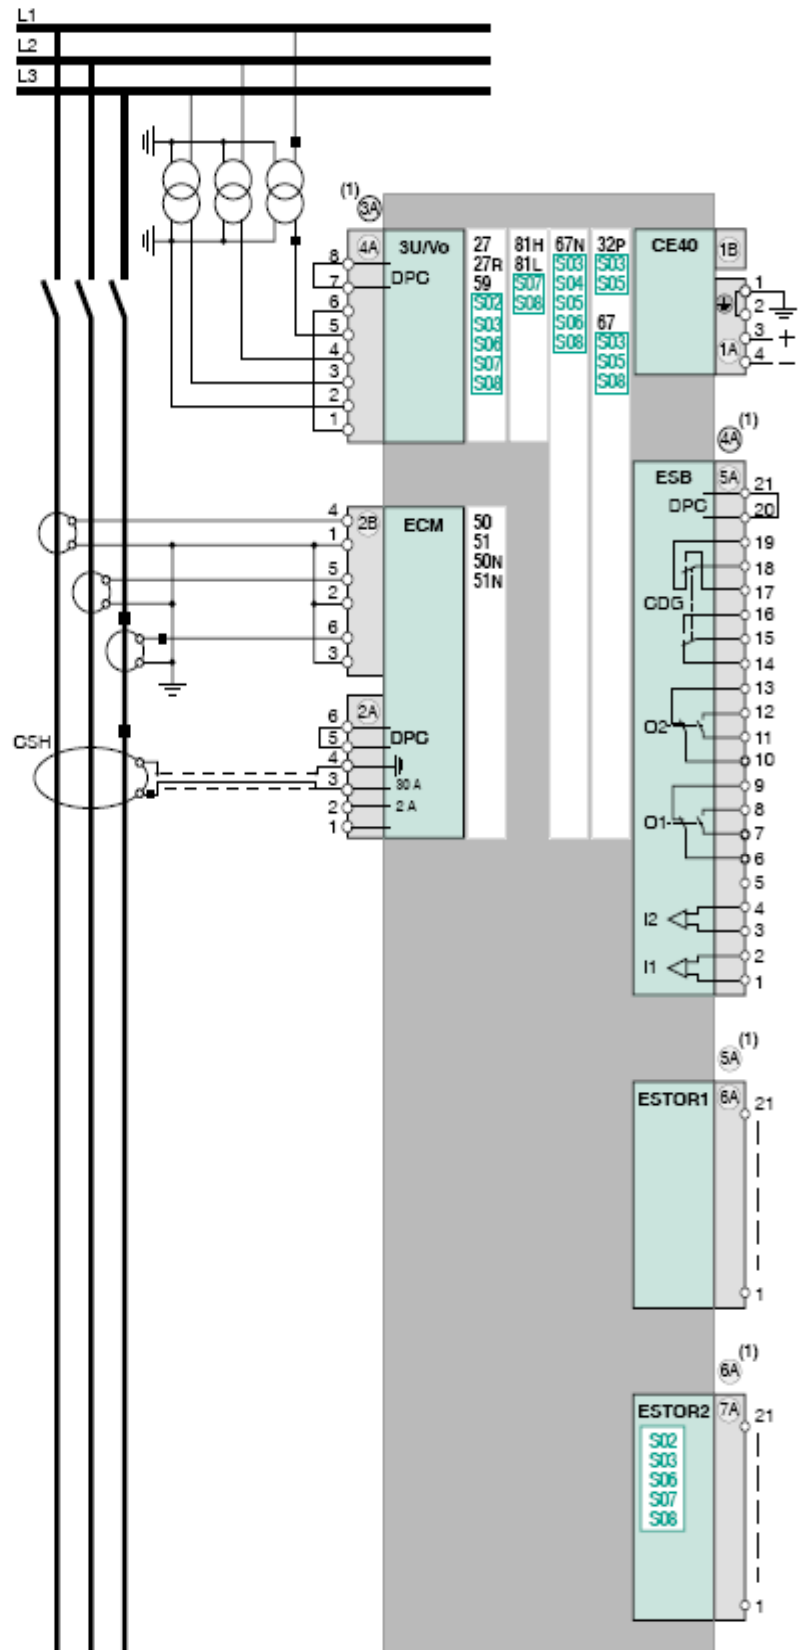 L1
L2
L3
(1)
3A
4A
3U/Vo
DPC
8
7
6
5
4
3
2
1
27
27R
59
S02
S03
S06
S07
S08
81H
81L
S07
S08
67N
S03
S04
S05
S06
S08
32P
S03
S05
67
S03
S05
S08
CE40
1B
1A
1
2
3 +
4 −
4A
(1)
ESB
5A
DPC
CDG
O2
O1
I2
I1
21
20
19
18
17
16
15
14
13
12
11
10
9
8
7
6
5
4
3
2
1
4
1
5
2
6
3
2B
ECM
50
51
50N
51N
CSH
6
5
4
3
2
1
2A
DPC
30 A
2 A
5A
(1)
ESTOR1
6A
21
1
6A
(1)
ESTOR2
7A
21
S02
S03
S06
S07
S08
1